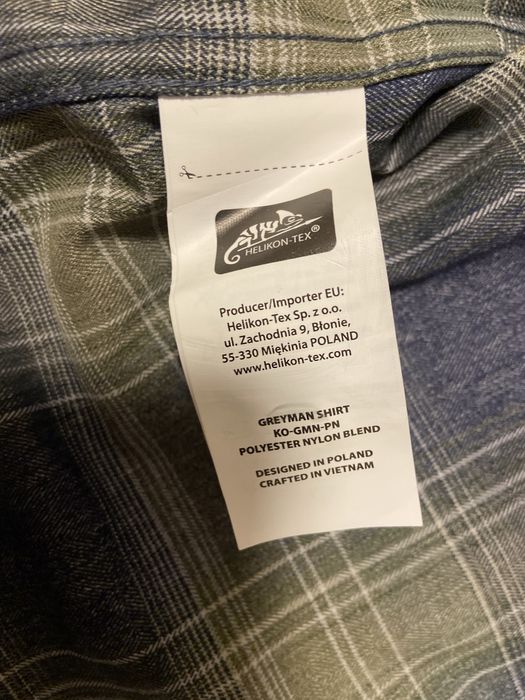 HELIKON-TEX®
Producer/Importer EU:
Helikon-Tex Sp. z o.o.
ul. Zachodnia 9, Błonie,
55-330 Miękinia POLAND
www.helikon-tex.com
GREYMAN SHIRT
KO-GMN-PN
POLYESTER NYLON BLEND
DESIGNED IN POLAND
CRAFTED IN VIETNAM